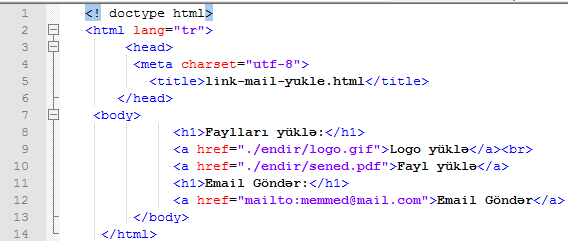 1 <! doctype html>
2 <html lang="tr">
3 <head>
4 <meta charset="utf-8">
5 <title>link-mail-yukle.html</title>
6 </head>
7 <body>
8 <h1>Faylları yüklə:</h1>
9 <a href="./endir/logo.gif">Logo yüklə</a><br>
10 <a href="./endir/sened.pdf">Fayl yüklə</a>
11 <h1>Email Göndər:</h1>
12 <a href="mailto:memmed@mail.com">Email Göndər</a>
13 </body>
14 </html>